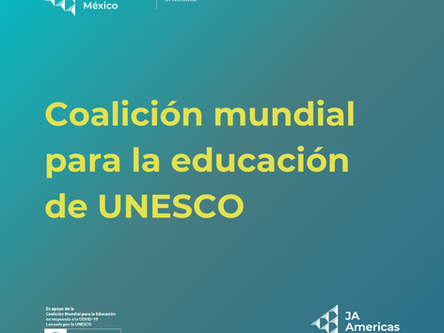 México
Coalición mundial
para la educación
de UNESCO
En apoyo de la
Coalición Mundial para la Educación
en respuesta a la COVID-19
Lanzada por la UNESCO
JA
Americas